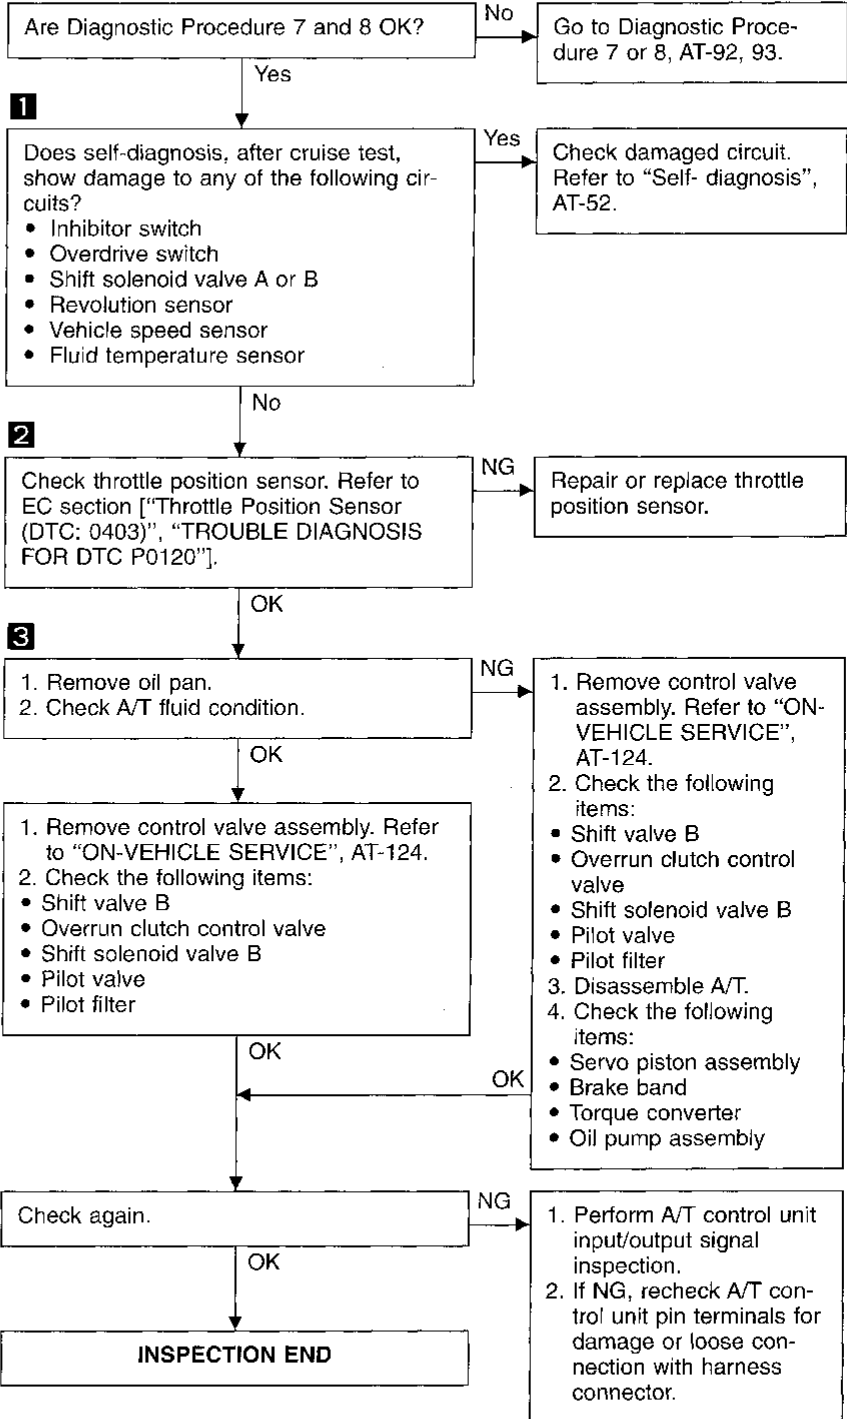 Are Diagnostic Procedure 7 and 8 OK?
No
Go to Diagnostic Proce-
dure 7 or 8, AT-92, 93.
Yes
1
Does self-diagnosis, after cruise test,
show damage to any of the following cir-
cuits?
• Inhibitor switch
• Overdrive switch
• Shift solenoid valve A or B
• Revolution sensor
• Vehicle speed sensor
• Fluid temperature sensor
Yes
Check damaged circuit.
Refer to “Self- diagnosis”,
AT-52.
No
2
Check throttle position sensor. Refer to
EC section [“Throttle Position Sensor
(DTC: 0403)”, “TROUBLE DIAGNOSIS
FOR DTC P0120”].
NG
Repair or replace throttle
position sensor.
OK
3
1. Remove oil pan.
2. Check A/T fluid condition.
NG
1. Remove control valve
assembly. Refer to “ON-
VEHICLE SERVICE”,
AT-124.
2. Check the following
items:
• Shift valve B
• Overrun clutch control
valve
• Shift solenoid valve B
• Pilot valve
• Pilot filter
3. Disassemble A/T.
4. Check the following
items:
• Servo piston assembly
• Brake band
• Torque converter
• Oil pump assembly
OK
1. Remove control valve assembly. Refer
to “ON-VEHICLE SERVICE”, AT-124.
2. Check the following items:
• Shift valve B
• Overrun clutch control valve
• Shift solenoid valve B
• Pilot valve
• Pilot filter
OK
OK
Check again.
NG
1. Perform A/T control unit
input/output signal
inspection.
2. If NG, recheck A/T con-
trol unit pin terminals for
damage or loose con-
nection with harness
connector.
OK
INSPECTION END